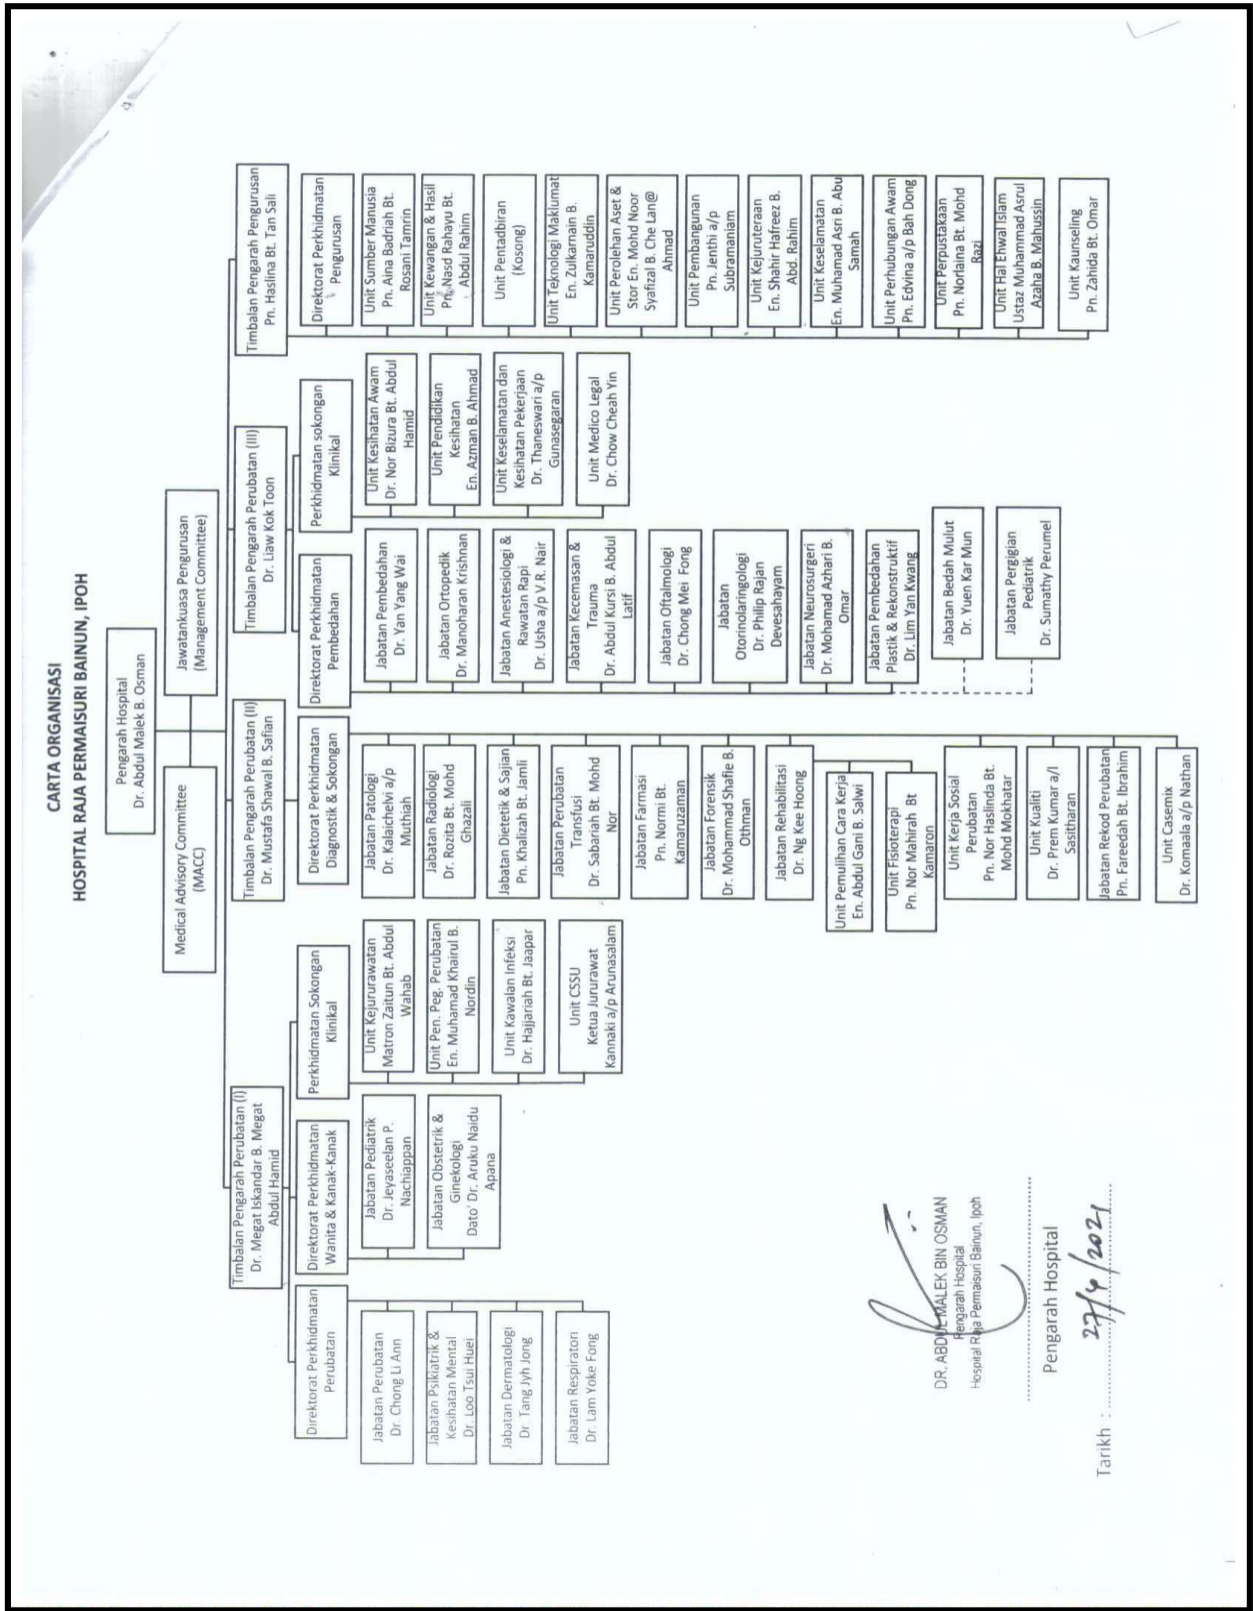 CARTA ORGANISASI
HOSPITAL RAJA PERMAISURI BAINUN, IPOH
Pengarah Hospital
Dr. Abdul Malek B. Osman
Medical Advisory Committee
(MACC)
Jawatankuasa Pengurusan
(Management Committee)
Timbalan Pengarah Perubatan (I)
Dr. Megat Iskandar B. Megat
Abdul Hamid
Timbalan Pengarah Perubatan (II)
Dr. Mustafa Shawal B. Safian
Timbalan Pengarah Perubatan (III)
Dr. Liaw Kok Toon
Timbalan Pengarah Pengurusan
Pn. Haslina Bt. Tan Sali
Direktorat Perkhidmatan
Perubatan
Jabatan Perubatan
Dr. Chong Li Ann
Jabatan Psikiatrik &
Kesihatan Mental
Dr. Loo Tsui Huei
Jabatan Dermatologi
Dr Tang Jyh Jong
Jabatan Respiratori
Dr. Lam Yoke Fong
Direktorat Perkhidmatan
Wanita & Kanak-Kanak
Jabatan Pediatrik
Dr. Jeyaseelan P.
Nachiappan
Jabatan Obstetrik &
Ginekologi
Dato' Dr. Aruku Naidu
Apana
Perkhidmatan Sokongan
Klinikal
Unit Kejururawatan
Matron Zaitun Bt. Abdul
Wahab
Unit Pen. Peg. Perubatan
En. Muhamad Khairul B.
Nordin
Unit Kawalan Infeksi
Dr. Hajjariah Bt. Jaapar
Unit CSSU
Ketua Jururawat
Kannaki a/p Arunasalam
Direktorat Perkhidmatan
Diagnostik & Sokongan
Jabatan Patologi
Dr. Kalaichelvi a/p
Muthiah
Jabatan Radiologi
Dr. Rozita Bt. Mohd
Ghazali
Jabatan Dietetik & Sajian
Pn. Khalizah Bt. Jamli
Jabatan Perubatan
Transfusi
Dr. Sabariah Bt. Mohd
Nor
Jabatan Farmasi
Pn. Normi Bt.
Kamaruzaman
Jabatan Forensik
Dr. Mohammad Shafie B.
Othman
Jabatan Rehabilitasi
Dr. Ng Kee Hoong
Unit Pemulihan Cara Kerja
En. Abdul Gani B. Salwi
Unit Fisioterapi
Pn. Nor Mahirah Bt
Kamaron
Unit Kerja Sosial
Perubatan
Pn. Nor Haslinda Bt.
Mohd Mokhatar
Unit Kualiti
Dr. Prem Kumar a/l
Sasitharan
Jabatan Rekod Perubatan
Pn. Fareedah Bt. Ibrahim
Unit Casemix
Dr. Komaala a/p Nathan
Direktorat Perkhidmatan
Pembedahan
Jabatan Pembedahan
Dr. Yan Yang Wai
Jabatan Ortopedik
Dr. Manoharan Krishnan
Jabatan Anestesiologi &
Rawatan Rapi
Dr. Usha a/p V.R. Nair
Jabatan Kecemasan &
Trauma
Dr. Abdul Kursi B. Abdul
Latif
Jabatan Oftalmologi
Dr. Chong Mei Fong
Jabatan
Otorinolaringologi
Dr. Philip Rajan
Devesahayam
Jabatan Neurosurgeri
Dr. Mohamad Azhari B.
Omar
Jabatan Pembedahan
Plastik & Rekonstruktif
Dr. Lim Yan Kwang
Jabatan Bedah Mulut
Dr. Yuen Kar Mun
Jabatan Pergigian
Pediatrik
Dr. Sumathy Perumel
Perkhidmatan sokongan
Klinikal
Unit Kesihatan Awam
Dr. Nor Bizura Bt. Abdul
Hamid
Unit Pendidikan
Kesihatan
En. Azman B. Ahmad
Unit Keselamatan dan
Kesihatan Pekerjaan
Dr. Thaneswari a/p
Gunasegaran
Unit Medico Legal
Dr. Chow Cheah Yin
Direktorat Perkhidmatan
Pengurusan
Unit Sumber Manusia
Pn. Aina Badriah Bt.
Rosani Tamrin
Unit Kewangan & Hasil
Pn. Nasd Rahayu Bt.
Abdul Rahim
Unit Pentadbiran
(Kosong)
Unit Teknologi Maklumat
En. Zulkarnain B.
Kamaruddin
Unit Perolehan Aset &
Stor En. Mohd Noor
Syafizal B. Che Lan@
Ahmad
Unit Pembangunan
Pn. Jenthi a/p
Subramaniam
Unit Kejuruteraan
En. Shahir Hafreez B.
Abd. Rahim
Unit Keselamatan
En. Muhamad Asri B. Abu
Samah
Unit Perhubungan Awam
Pn. Edvina a/p Bah Dong
Unit Perpustakaan
Pn. Norlaina Bt. Mohd
Razi
Unit Hal Ehwal Islam
Ustaz Muhammad Asrul
Azaha B. Mahussin
Unit Kaunseling
Pn. Zahida Bt. Omar
DR. ABDUL MALEK BIN OSMAN
Pengarah Hospital
Hospital Raja Permaisuri Bainun, Ipoh
Pengarah Hospital
Tarikh : 27/4/2021